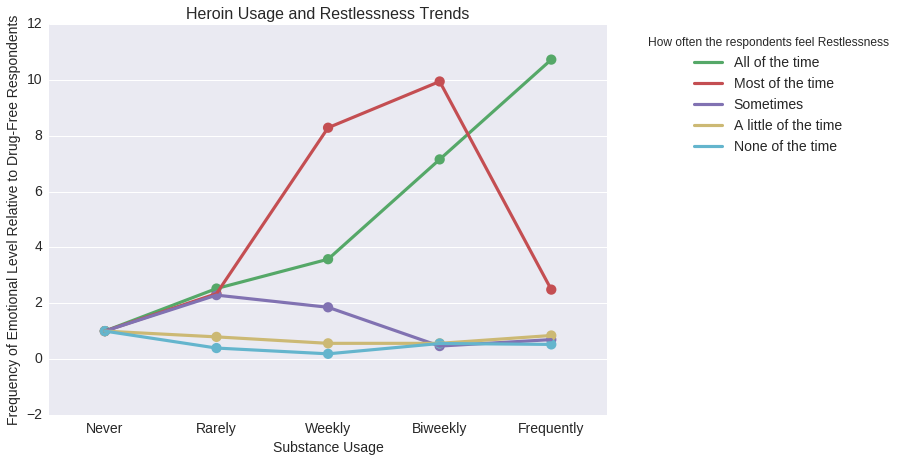 Heroin Usage and Restlessness Trends
Frequency of Emotional Level Relative to Drug-Free Respondents
12
10
8
6
4
2
0
−2
Never
Rarely
Weekly
Biweekly
Frequently
Substance Usage
How often the respondents feel Restlessness
All of the time
Most of the time
Sometimes
A little of the time
None of the time